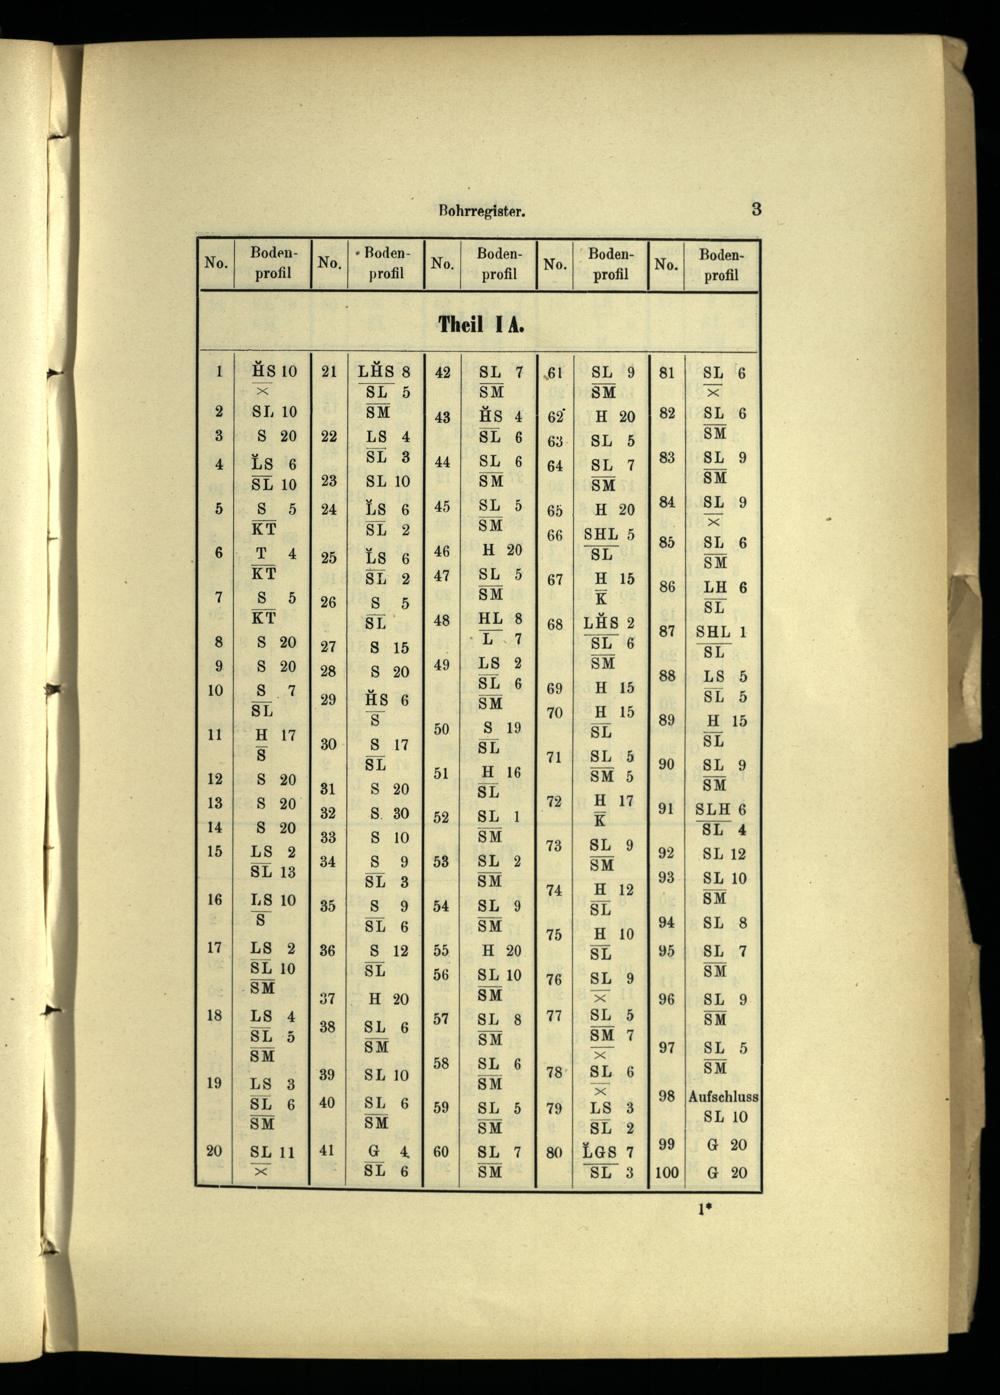 Bohrregister.
3
No. Boden-profil No. Boden-profil No. Boden-profil No. Boden-profil No. Boden-profil
Theil I A.
1 H̆S 10
×
2 SL 10
3 S 20
4 L̆S 6
SL 10
5 S 5
KT
6 T 4
KT
7 S 5
KT
8 S 20
9 S 20
10 S 7
SL
11 H 17
S
12 S 20
13 S 20
14 S 20
15 LS 2
SL 13
16 LS 10
S
17 LS 2
SL 10
SM
18 LS 4
SL 5
SM
19 LS 3
SL 6
SM
20 SL 11
×
21 LH̆S 8
SL 5
SM
22 LS 4
SL 3
23 SL 10
24 L̆S 6
SL 2
25 L̆S 6
SL 2
26 S 5
SL
27 S 15
28 S 20
29 H̆S 6
S
30 S 17
SL
31 S 20
32 S 30
33 S 10
34 S 9
SL 3
35 S 9
SL 6
36 S 12
SL
37 H 20
38 SL 6
SM
39 SL 10
40 SL 6
SM
41 G 4
SL 6
42 SL 7
SM
43 H̆S 4
SL 6
44 SL 6
SM
45 SL 5
SM
46 H 20
47 SL 5
SM
48 HL 8
L 7
49 LS 2
SL 6
SM
50 S 19
SL
51 H 16
SL
52 SL 1
SM
53 SL 2
SM
54 SL 9
SM
55 H 20
56 SL 10
SM
57 SL 8
SM
58 SL 6
SM
59 SL 5
SM
60 SL 7
SM
61 SL 9
SM
62 H 20
63 SL 5
64 SL 7
SM
65 H 20
66 SHL 5
SL
67 H 15
K
68 LH̆S 2
SL 6
SM
69 H 15
70 H 15
SL
71 SL 5
SM 5
72 H 17
K
73 SL 9
SM
74 H 12
SL
75 H 10
SL
76 SL 9
×
77 SL 5
SM 7
×
78 SL 6
×
79 LS 3
SL 2
80 L̆GS 7
SL 3
81 SL 6
×
82 SL 6
SM
83 SL 9
SM
84 SL 9
×
85 SL 6
SM
86 LH 6
SL
87 SHL 1
SL
88 LS 5
SL 5
89 H 15
SL
90 SL 9
SM
91 SLH 6
SL 4
92 SL 12
93 SL 10
SM
94 SL 8
95 SL 7
SM
96 SL 9
SM
97 SL 5
SM
98 Aufschluss
SL 10
99 G 20
100 G 20
1*